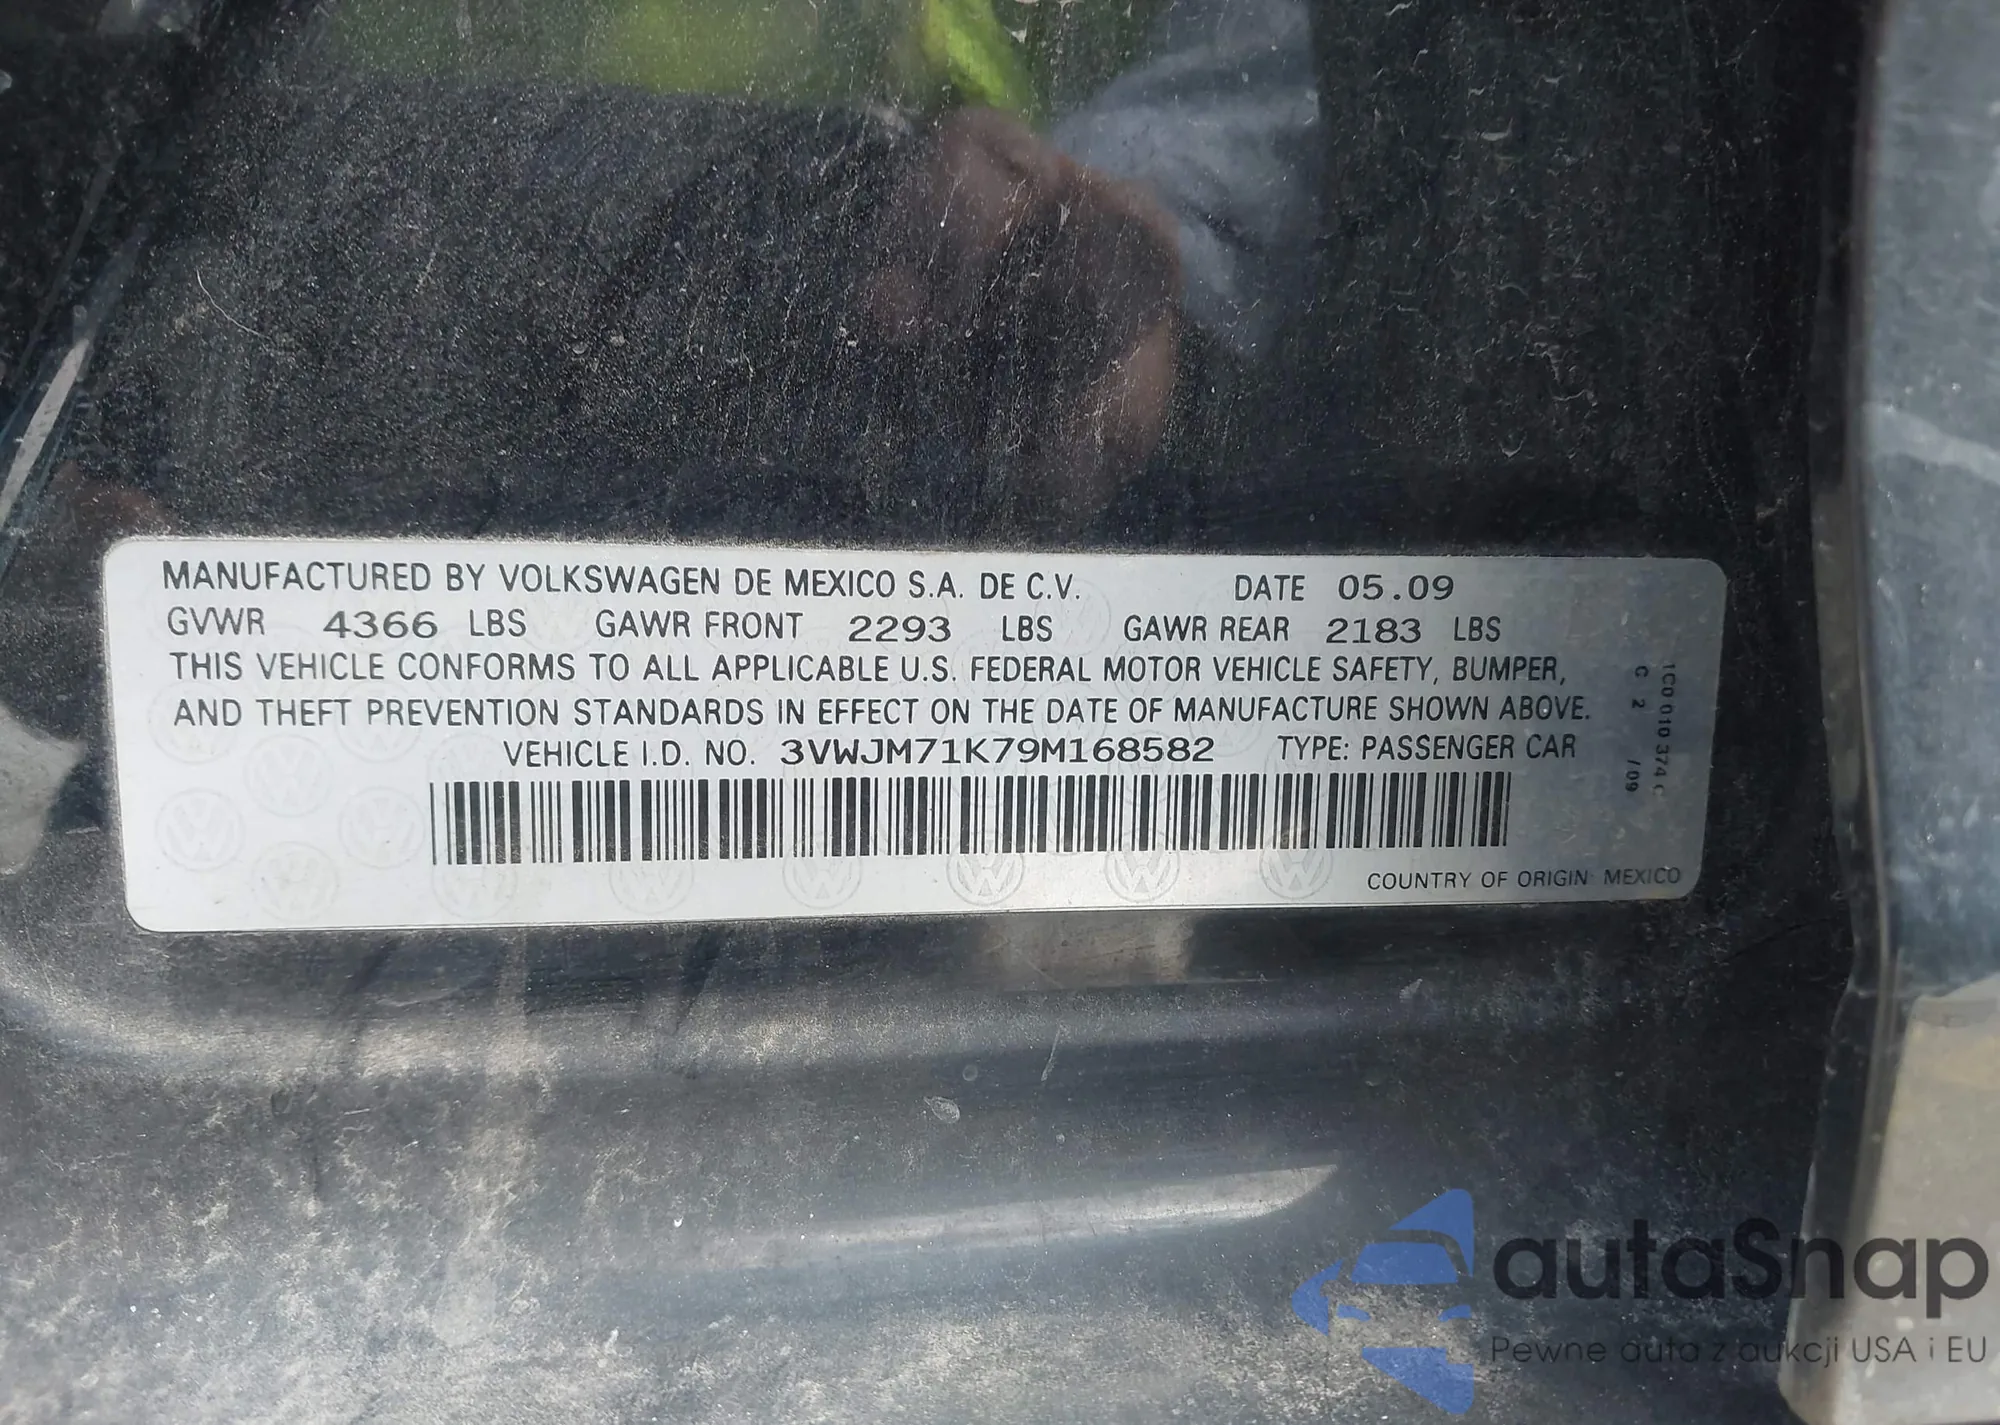 MANUFACTURED BY VOLKSWAGEN DE MEXICO S.A. DE C.V. DATE 05.09
GVWR 4366 LBS GAWR FRONT 2293 LBS GAWR REAR 2183 LBS
THIS VEHICLE CONFORMS TO ALL APPLICABLE U.S. FEDERAL MOTOR VEHICLE SAFETY, BUMPER,
AND THEFT PREVENTION STANDARDS IN EFFECT ON THE DATE OF MANUFACTURE SHOWN ABOVE.
VEHICLE I.D. NO. 3VWJM71K79M168582 TYPE: PASSENGER CAR
COUNTRY OF ORIGIN: MEXICO
1C0 010 374 C
C 2 /09
autaSnap
Pewne auta z aukcji USA i EU